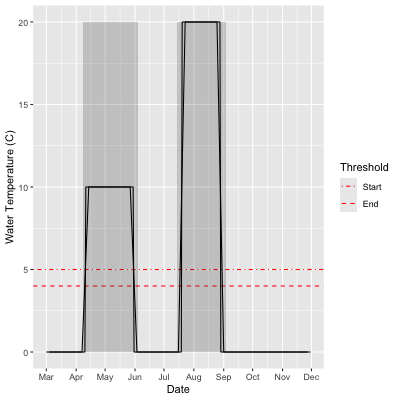 20
15
10
5
0
Water Temperature (C)
Mar Apr May Jun Jul Aug Sep Oct Nov Dec
Date
Threshold
Start
End